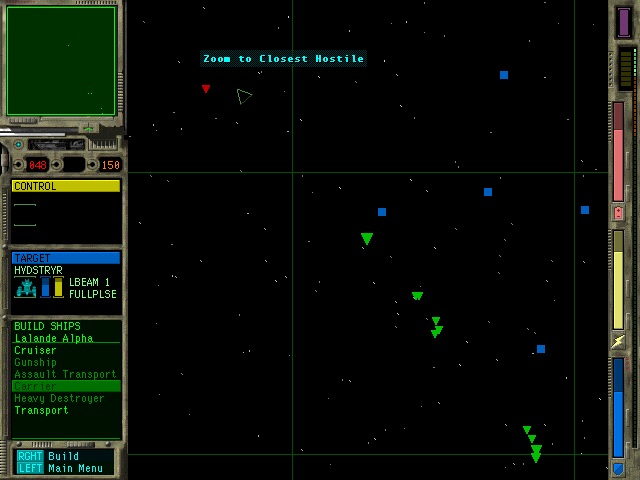 Zoom to Closest Hostile
048 150
CONTROL
TARGET
HVDSTRYR
LBEAM 1
FULLPLSE
BUILD SHIPS
Lalande Alpha
Cruiser
Gunship
Assault Transport
Carrier
Heavy Destroyer
Transport
RGHT Build
LEFT Main Menu